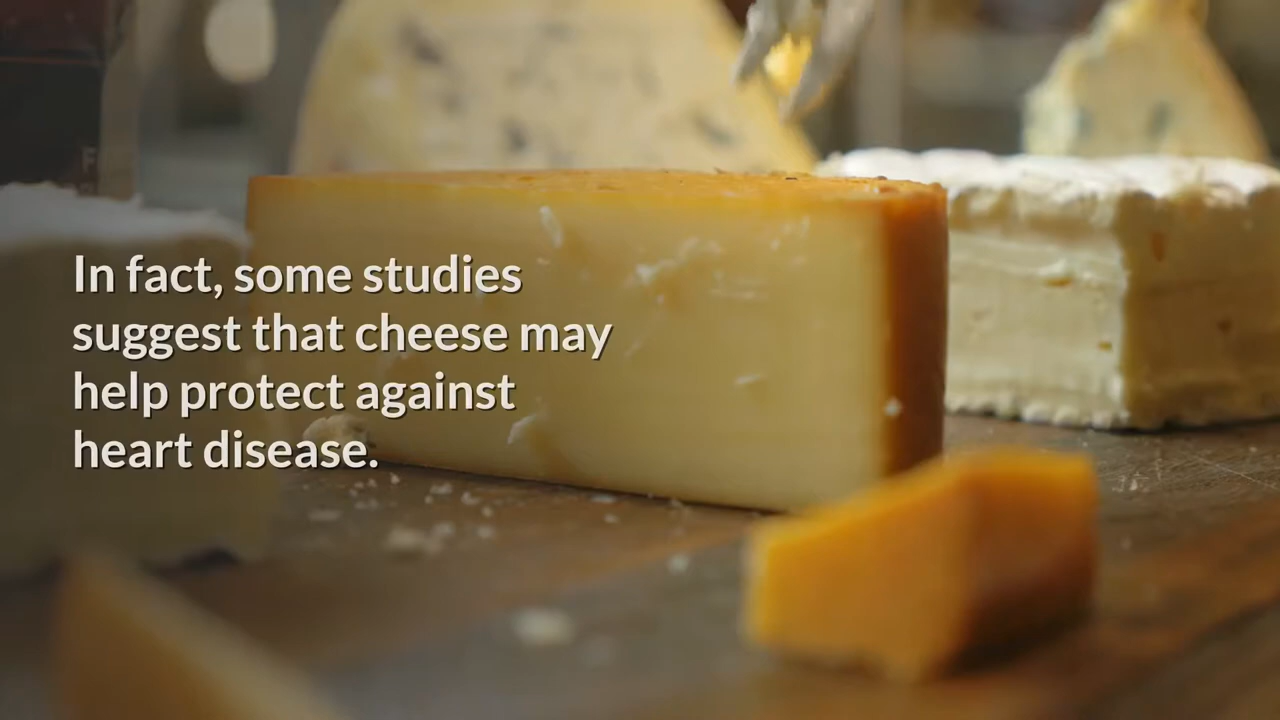 In fact, some studies
suggest that cheese may
help protect against
heart disease.